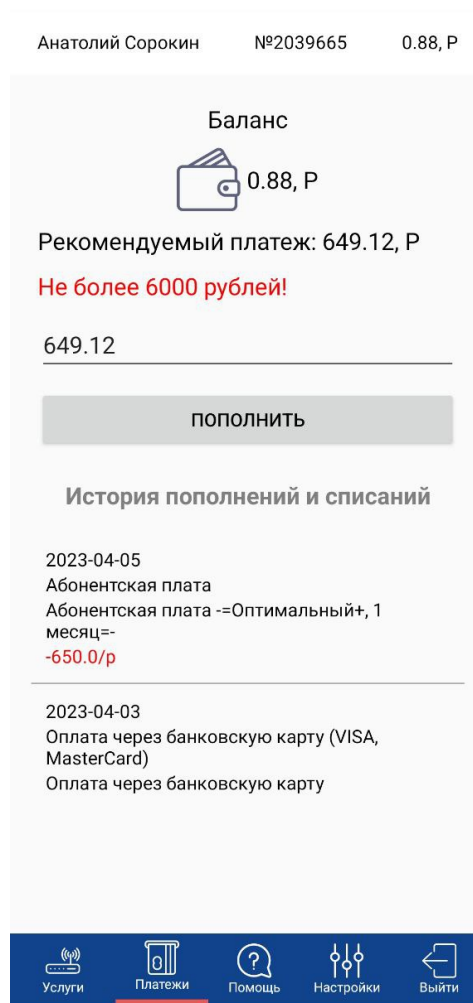 Анатолий Сорокин №2039665 0.88, Р
Баланс
0.88, Р
Рекомендуемый платеж: 649.12, Р
Не более 6000 рублей!
649.12
ПОПОЛНИТЬ
История пополнений и списаний
2023-04-05
Абонентская плата
Абонентская плата -=Оптимальный+, 1
месяц=-
-650.0/р
2023-04-03
Оплата через банковскую карту (VISA,
MasterCard)
Оплата через банковскую карту
Услуги Платежи Помощь Настройки Выйти